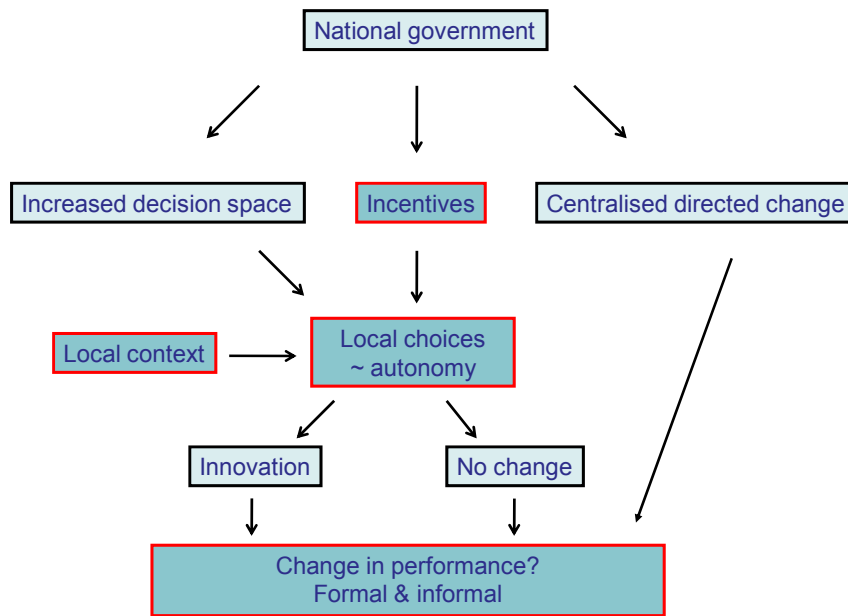 National government
Increased decision space
Incentives
Centralised directed change
Local context
Local choices
~ autonomy
Innovation
No change
Change in performance?
Formal & informal